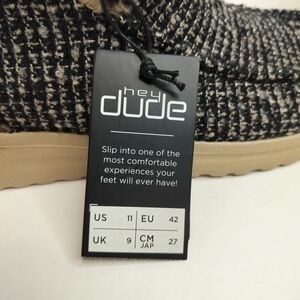 hey
dude
Slip into one of the
most comfortable
experiences your
feet will ever have!
US 11 EU 42
UK 9 CM JAP 27